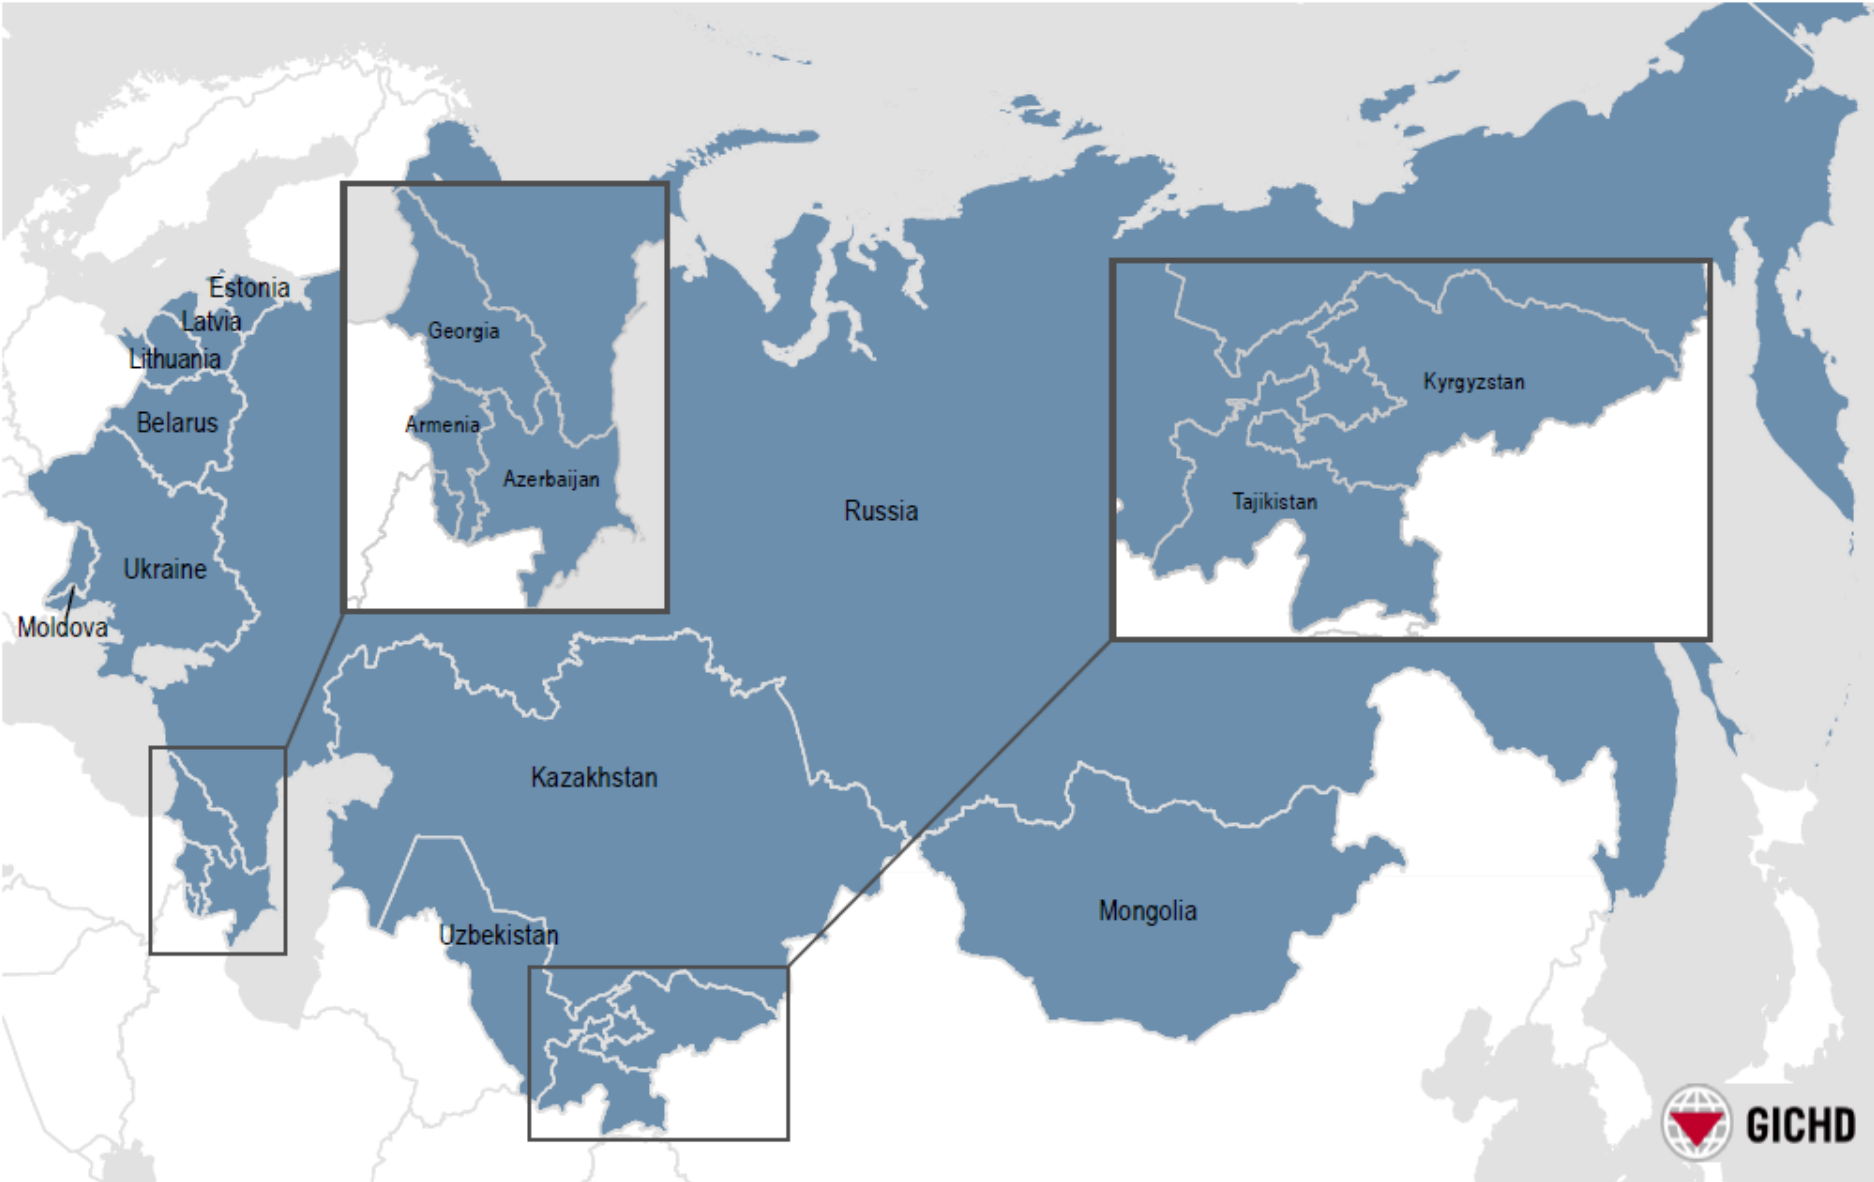 Estonia
Latvia
Lithuania
Belarus
Ukraine
Moldova
Georgia
Armenia
Azerbaijan
Russia
Kyrgyzstan
Tajikistan
Kazakhstan
Uzbekistan
Mongolia
GICHD